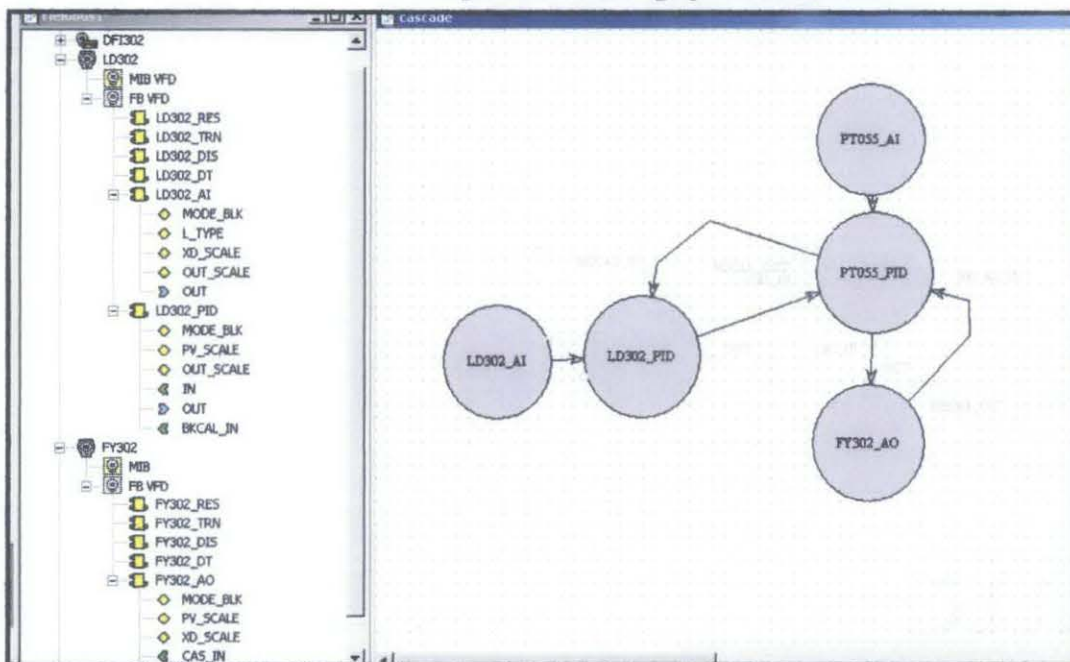 cascade
DFI302
LD302
MIB VFD
FB VFD
LD302_RES
LD302_TRN
LD302_DIS
LD302_DT
LD302_AI
MODE_BLK
L_TYPE
XD_SCALE
OUT_SCALE
OUT
LD302_PID
MODE_BLK
PV_SCALE
OUT_SCALE
IN
OUT
BKCAL_IN
FY302
MIB
FB VFD
FY302_RES
FY302_TRN
FY302_DIS
FY302_DT
FY302_AO
MODE_BLK
PV_SCALE
XD_SCALE
CAS_IN
PT055_AI
PT055_PID
LD302_AI
LD302_PID
FY302_AO